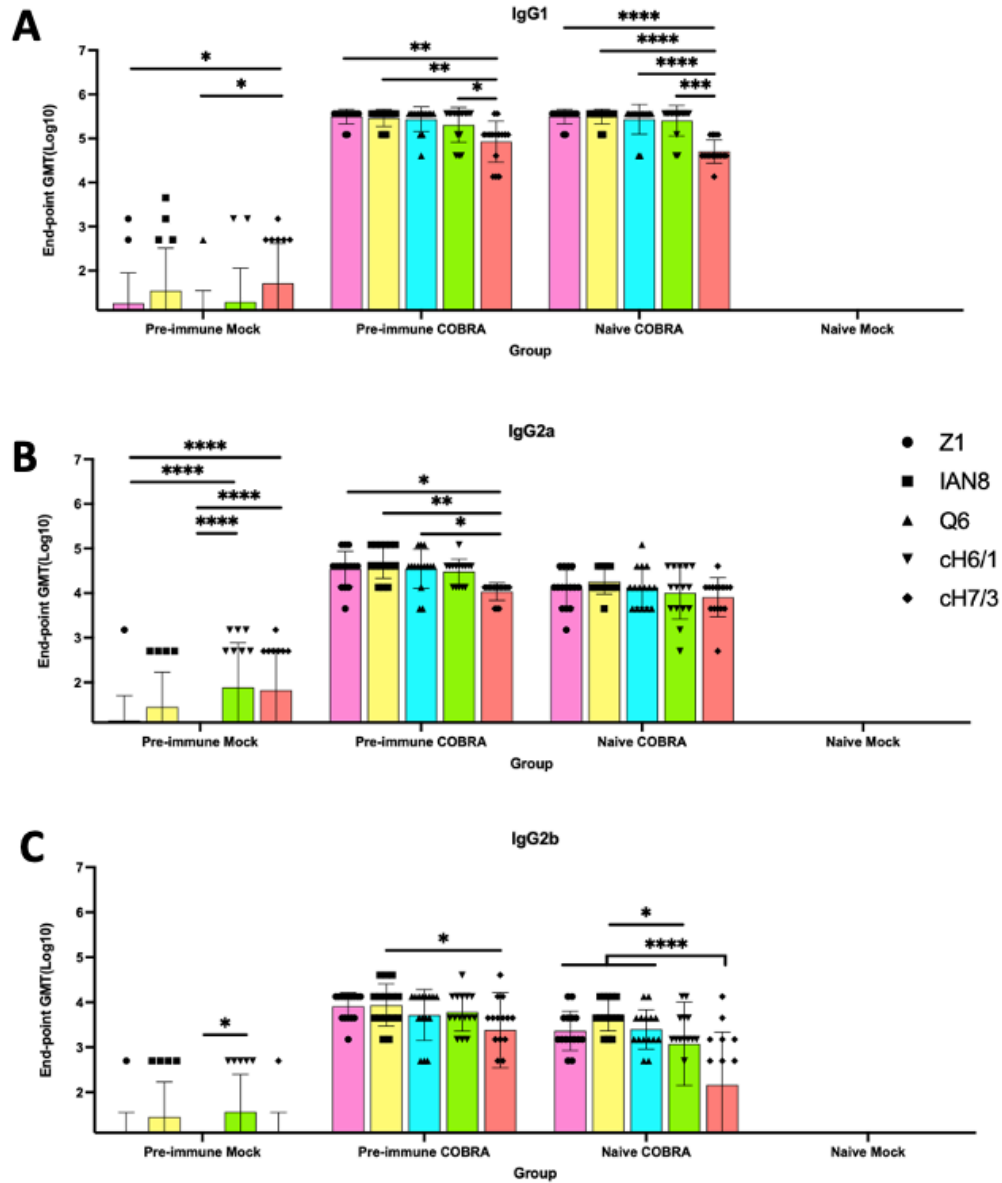 A
IgG1
****
**
****
*
**
****
*
*
***
End-point GMT(Log10)
7
6
5
4
3
2
Pre-immune Mock
Pre-immune COBRA
Naive COBRA
Naive Mock
Group
B
IgG2a
****
****
*
****
**
****
*
End-point GMT(Log10)
7
6
5
4
3
2
Pre-immune Mock
Pre-immune COBRA
Naive COBRA
Naive Mock
Group
Z1
IAN8
Q6
cH6/1
cH7/3
C
IgG2b
*
*
****
*
End-point GMT(Log10)
7
6
5
4
3
2
Pre-immune Mock
Pre-immune COBRA
Naive COBRA
Naive Mock
Group